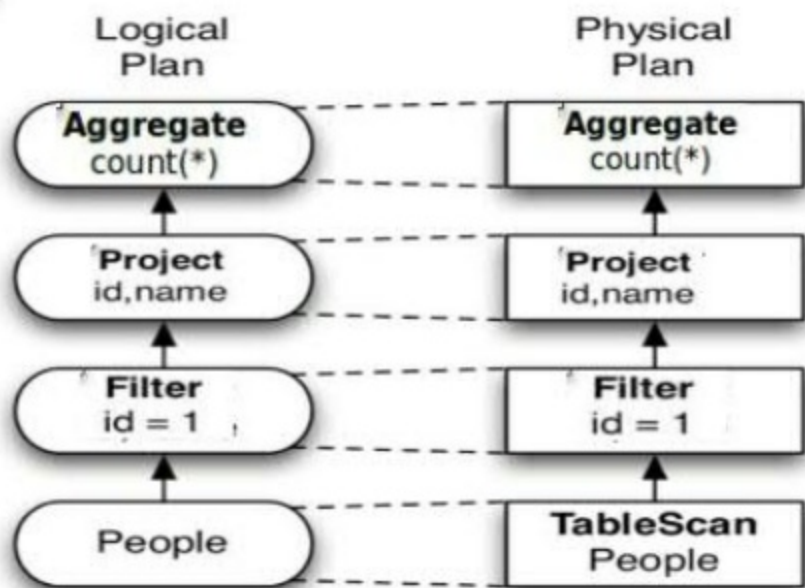 Logical
Plan
Aggregate
count(*)
Project
id,name
Filter
id = 1
People
Physical
Plan
Aggregate
count(*)
Project
id,name
Filter
id = 1
TableScan
People